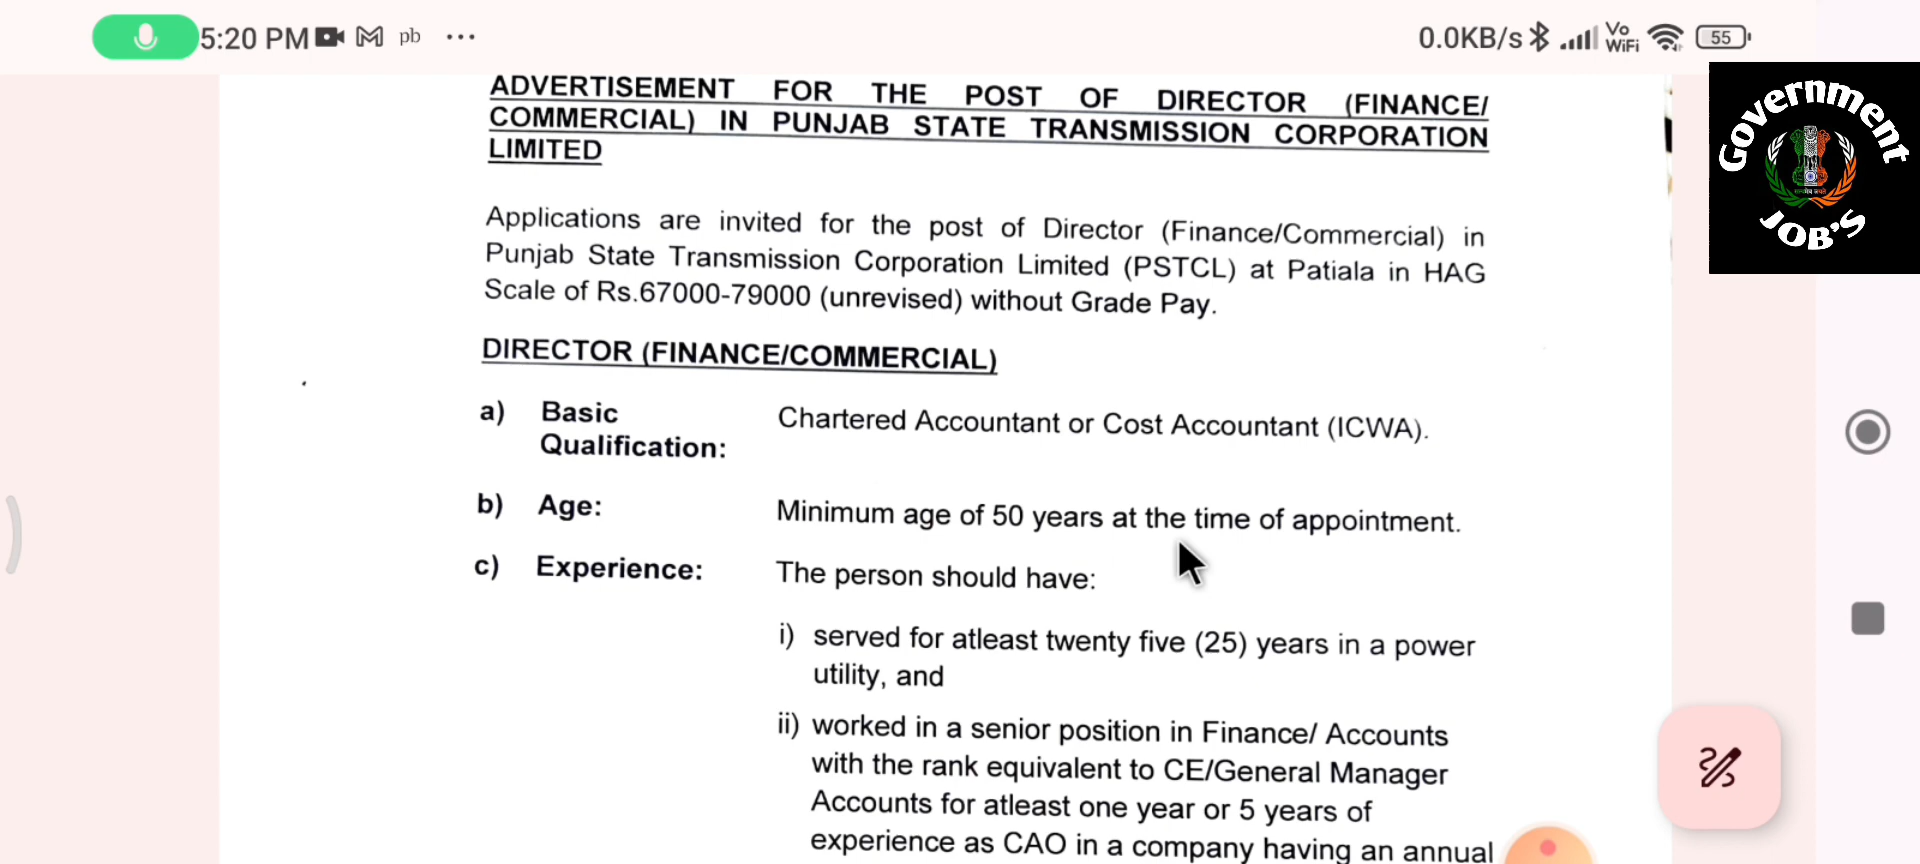 5:20 PM pb ...
0.0KB/s Vo WiFi 55
Government
JOB'S
ADVERTISEMENT FOR THE POST OF DIRECTOR (FINANCE/
COMMERCIAL) IN PUNJAB STATE TRANSMISSION CORPORATION
LIMITED
Applications are invited for the post of Director (Finance/Commercial) in
Punjab State Transmission Corporation Limited (PSTCL) at Patiala in HAG
Scale of Rs.67000-79000 (unrevised) without Grade Pay.
DIRECTOR (FINANCE/COMMERCIAL)
a) Basic Qualification: Chartered Accountant or Cost Accountant (ICWA).
b) Age: Minimum age of 50 years at the time of appointment.
c) Experience: The person should have:
i) served for atleast twenty five (25) years in a power
utility, and
ii) worked in a senior position in Finance/ Accounts
with the rank equivalent to CE/General Manager
Accounts for atleast one year or 5 years of
experience as CAO in a company having an annual